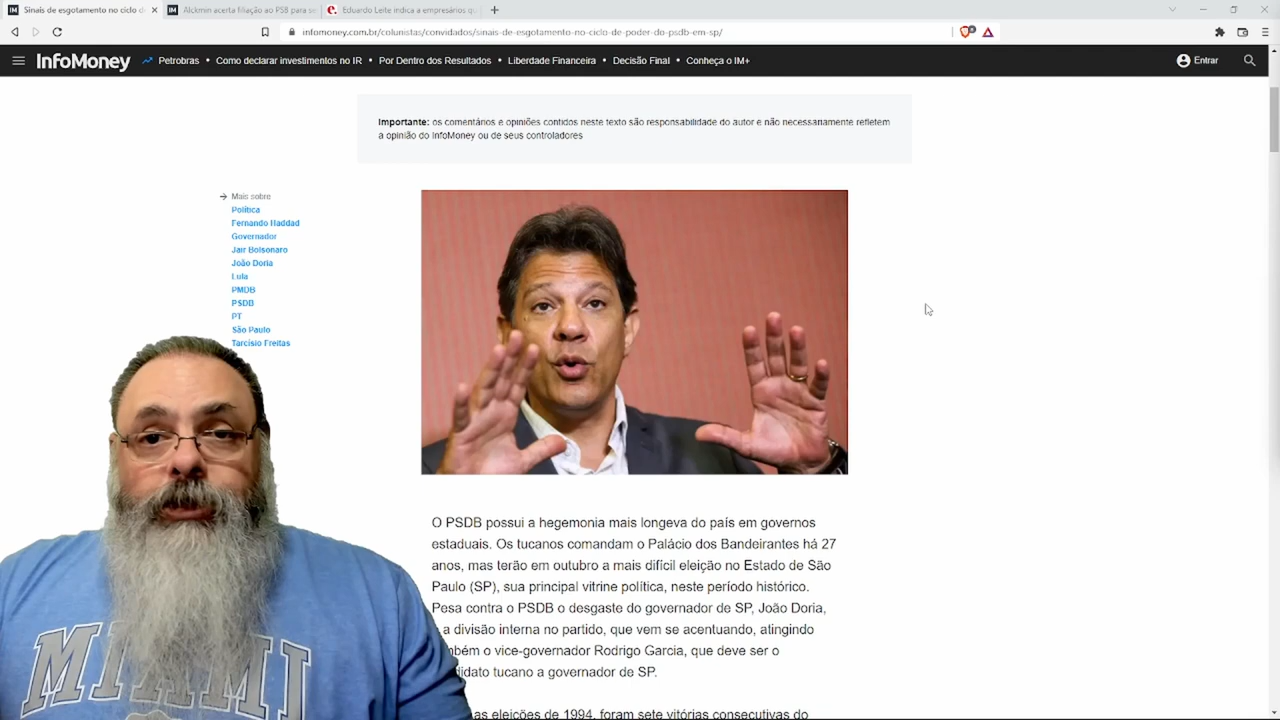 Sinais de esgotamento no ciclo d
Alckmin acerta filiação ao PSB para se
Eduardo Leite indica a empresários qu
infomoney.com.br/colunistas/convidados/sinais-de-esgotamento-no-ciclo-de-poder-do-psdb-em-sp/
InfoMoney
Petrobras • Como declarar investimentos no IR • Por Dentro dos Resultados • Liberdade Financeira • Decisão Final • Conheça o IM+
Entrar
Importante: os comentários e opiniões contidos neste texto são responsabilidade do autor e não necessariamente refletem
a opinião do InfoMoney ou de seus controladores
Mais sobre
Política
Fernando Haddad
Governador
Jair Bolsonaro
João Doria
Lula
PMDB
PSDB
PT
São Paulo
Tarcísio Freitas
O PSDB possui a hegemonia mais longeva do país em governos
estaduais. Os tucanos comandam o Palácio dos Bandeirantes há 27
anos, mas terão em outubro a mais difícil eleição no Estado de São
Paulo (SP), sua principal vitrine política, neste período histórico.
Pesa contra o PSDB o desgaste do governador de SP, João Doria,
a divisão interna no partido, que vem se acentuando, atingindo
o vice-governador Rodrigo Garcia, que deve ser o
tucano a governador de SP.
as eleições de 1994, foram sete vitórias consecutivas do
MIAMI